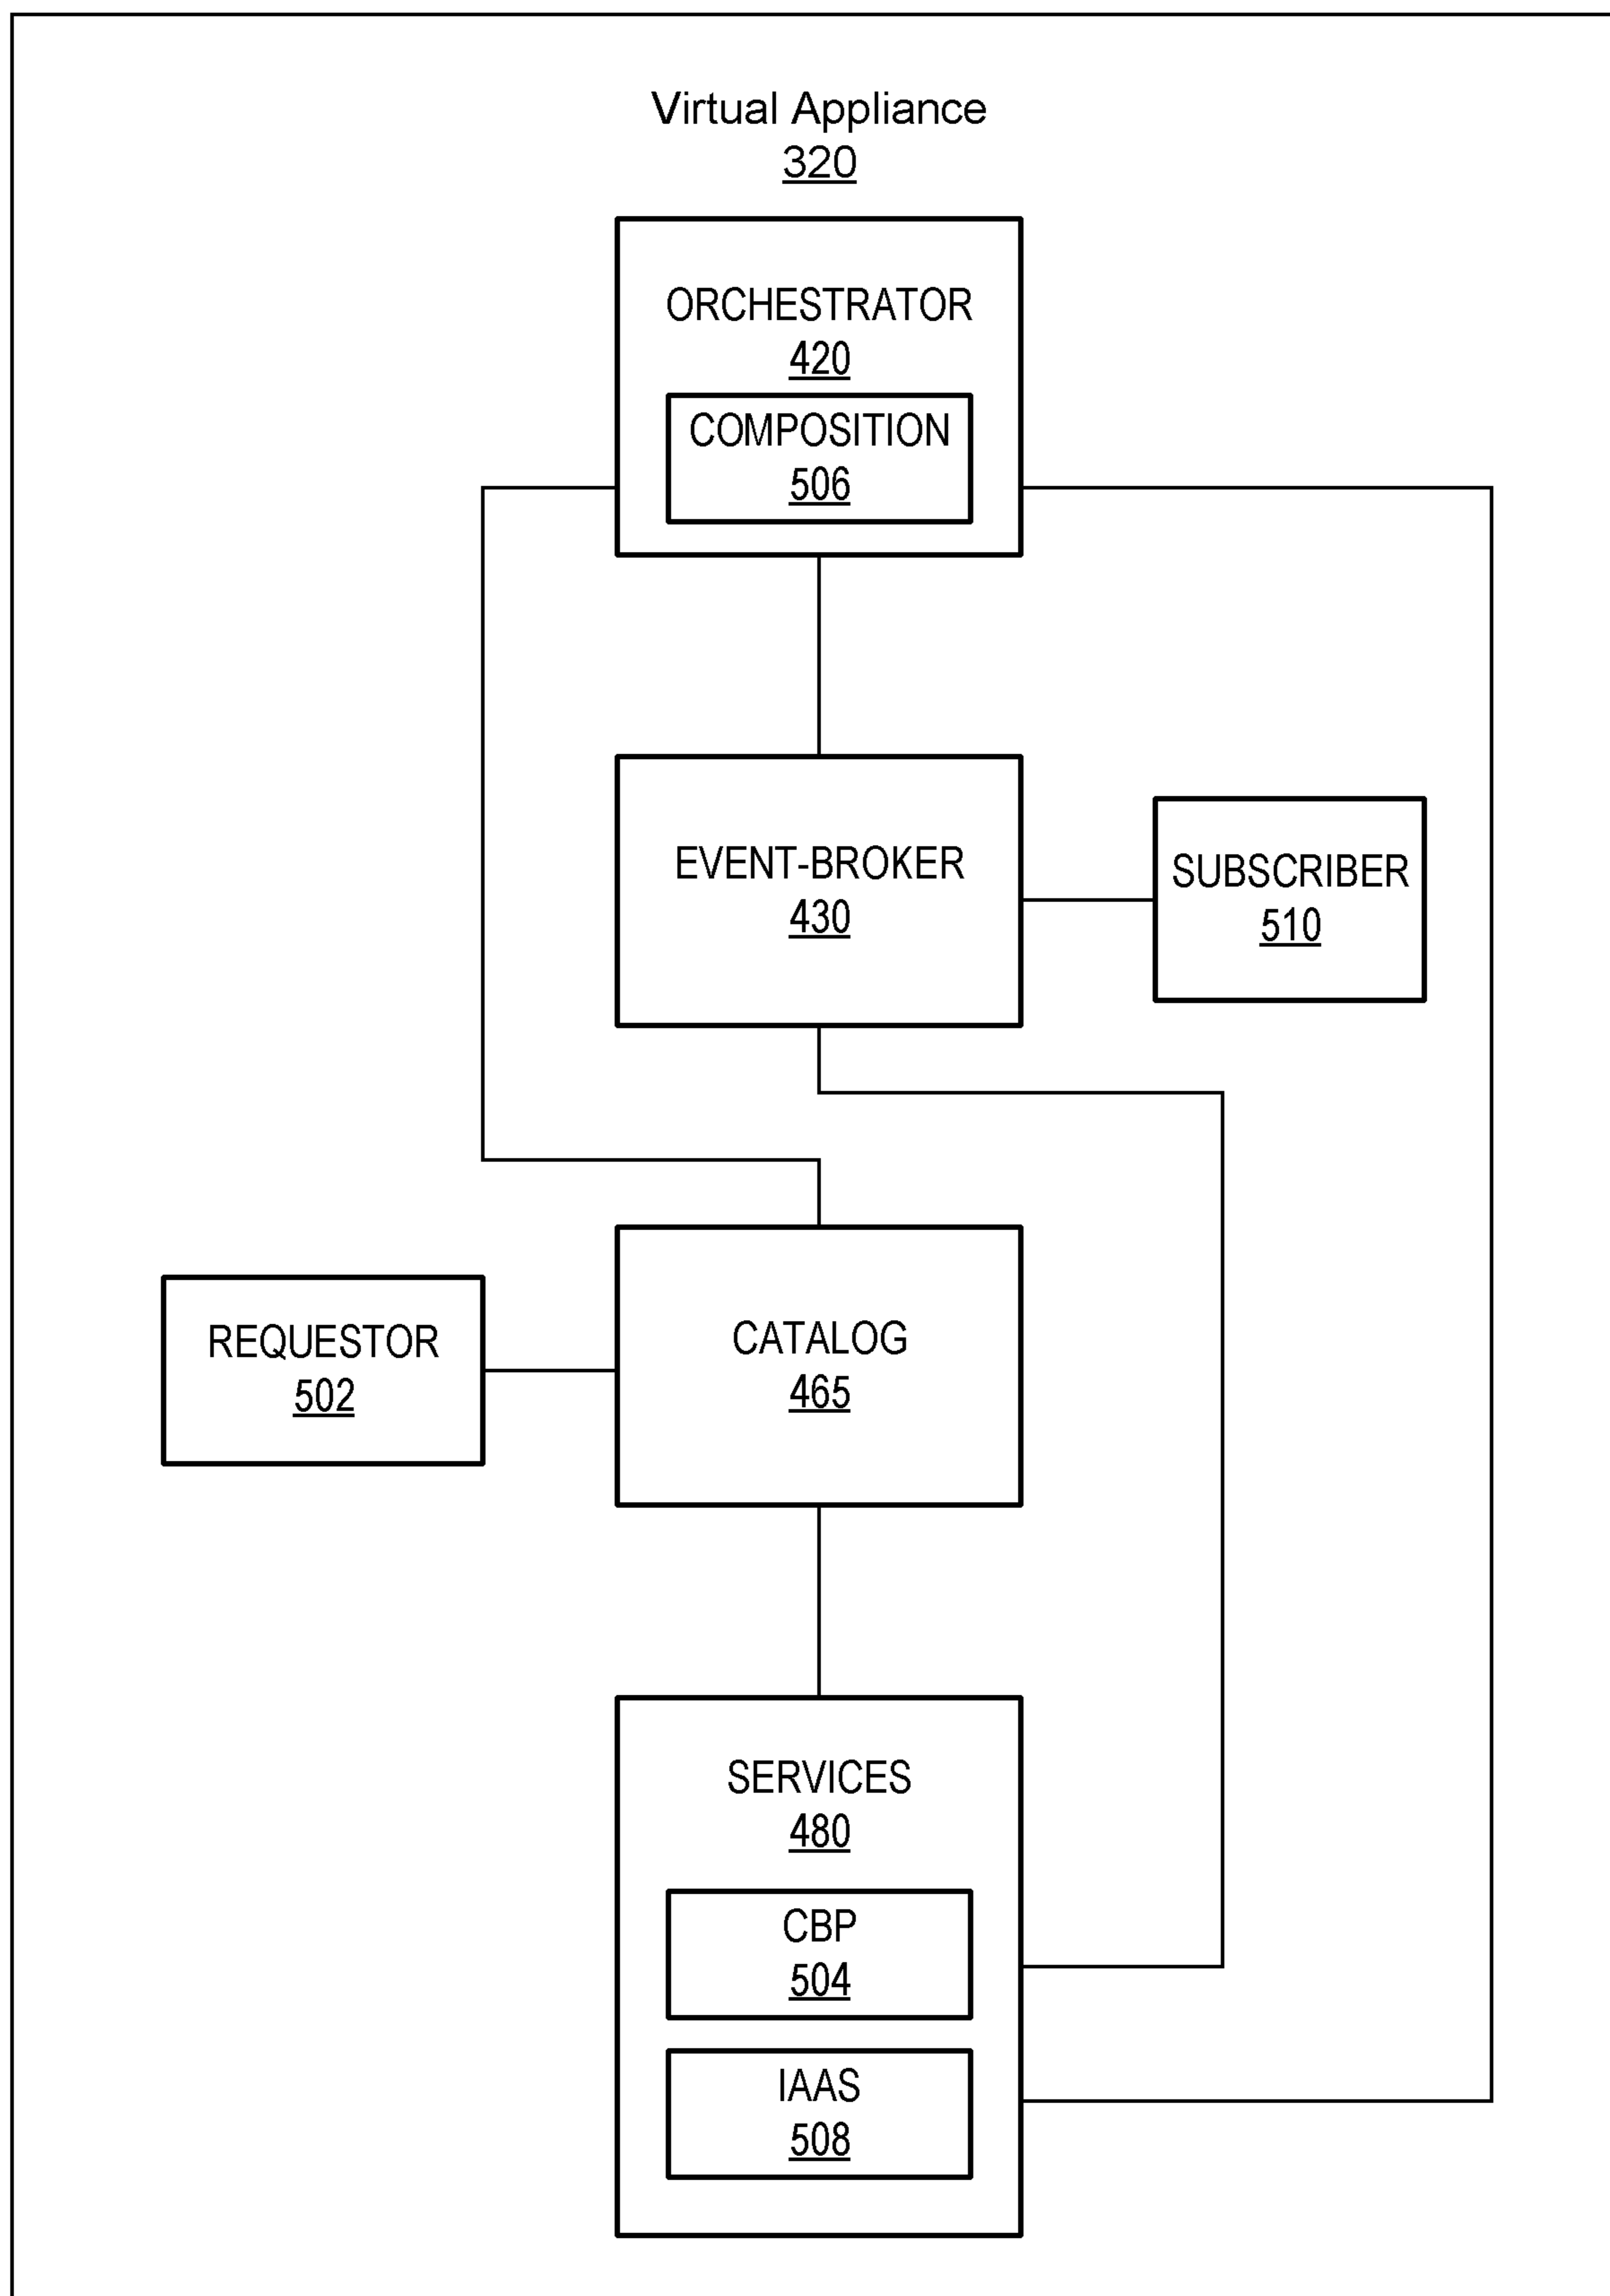 Virtual Appliance
320
ORCHESTRATOR
420
COMPOSITION
506
EVENT-BROKER
430
SUBSCRIBER
510
CATALOG
465
REQUESTOR
502
SERVICES
480
CBP
504
IAAS
508